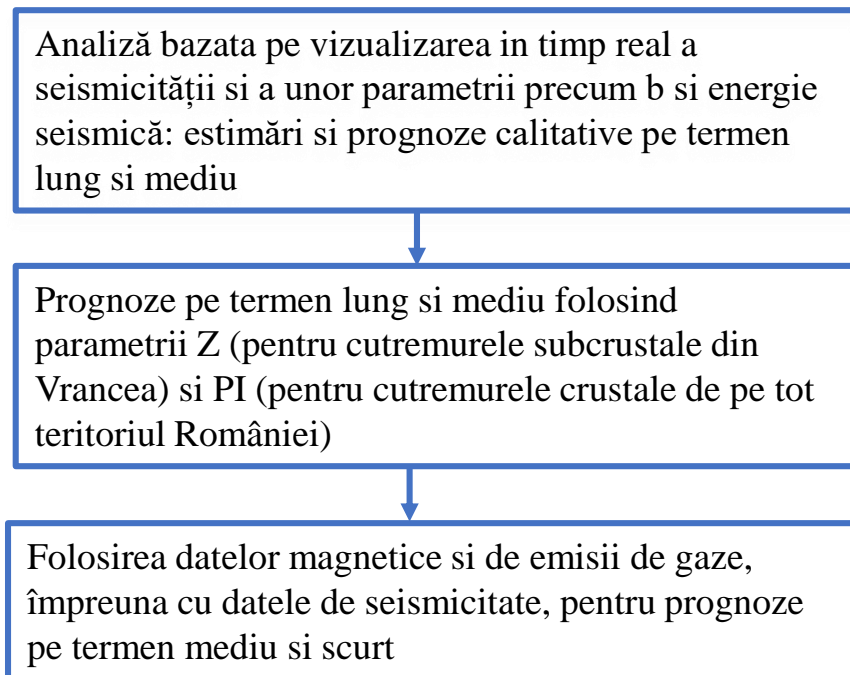 Analiză bazata pe vizualizarea in timp real a
seismicității si a unor parametrii precum b si energie
seismică: estimări si prognoze calitative pe termen
lung si mediu
Prognoze pe termen lung si mediu folosind
parametrii Z (pentru cutremurele subcrustale din
Vrancea) si PI (pentru cutremurele crustale de pe tot
teritoriul României)
Folosirea datelor magnetice si de emisii de gaze,
împreuna cu datele de seismicitate, pentru prognoze
pe termen mediu si scurt